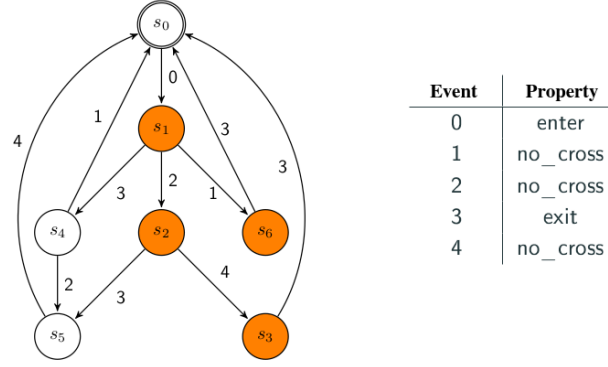 s0
0
s1
1
4
3
3
3
2
1
s4
s2
s6
2
3
4
s5
s3
Event Property
0 enter
1 no_cross
2 no_cross
3 exit
4 no_cross